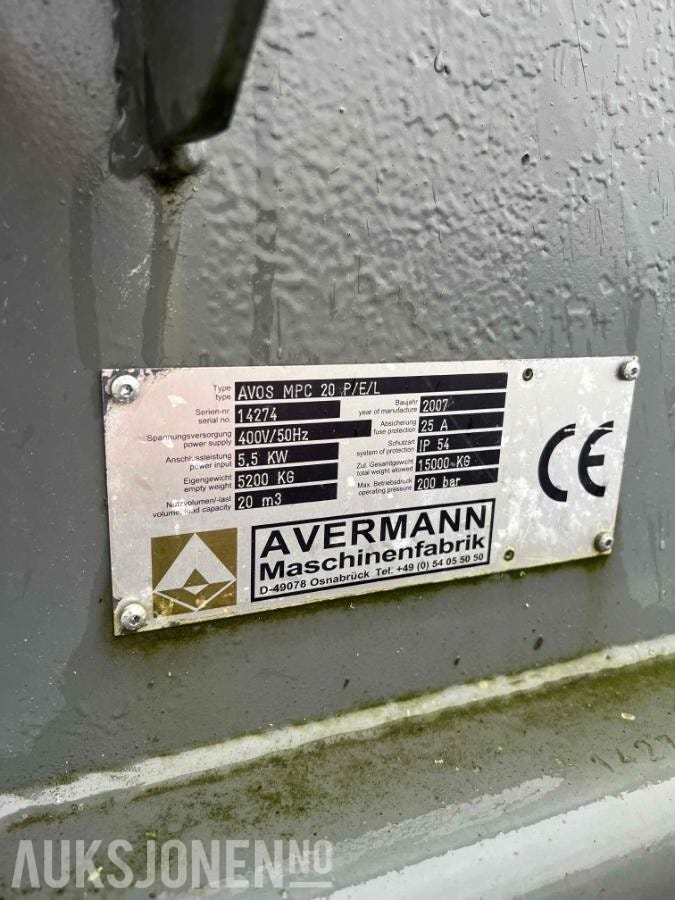 Type
type
AVOS MPC 20 P/E/L
Serien-nr.
serial no.
14274
Baujahr
year of manufacture
2007
Spannungsversorgung
power supply
400V/50Hz
Absicherung
fuse protection
25 A
Anschlussleistung
power input
5,5 KW
Schutzart
system of protection
IP 54
Eigengewicht
empty weight
5200 KG
Zul. Gesamtgewicht
total weight allowed
15000 KG
Nutzvolumen/-last
volume/load capacity
20 m3
Max. Betriebsdruck
operating pressure
200 bar
CE
AVERMANN
Maschinenfabrik
D-49078 Osnabrück Tel. +49 (0) 54 05 50 50
1427
AUKSJONEN.NO